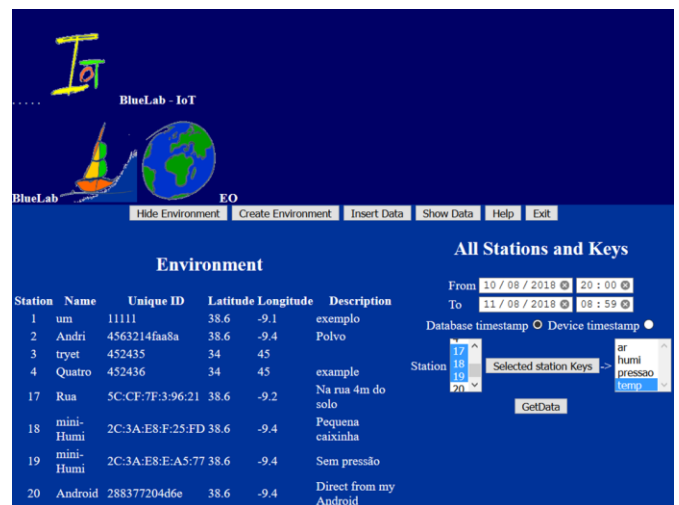 IoT
..... BlueLab - IoT
BlueLab EO
Hide Environment Create Environment Insert Data Show Data Help Exit
Environment
Station Name Unique ID Latitude Longitude Description
1 um 11111 38.6 -9.1 exemplo
2 Andri 4563214faa8a 38.6 -9.4 Polvo
3 tryet 452435 34 45
4 Quatro 452436 34 45 example
17 Rua 5C:CF:7F:3:96:21 38.6 -9.2 Na rua 4m do
solo
18 mini-
Humi 2C:3A:E8:F:25:FD 38.6 -9.4 Pequena
caixinha
19 mini-
Humi 2C:3A:E8:E:A5:77 38.6 -9.4 Sem pressão
20 Android 288377204d6e 38.6 -9.4 Direct from my
Android
All Stations and Keys
From 10 / 08 / 2018 20 : 00
To 11 / 08 / 2018 08 : 59
Database timestamp Device timestamp
Station
17
18
19
20
Selected station Keys ->
ar
humi
pressao
temp
GetData